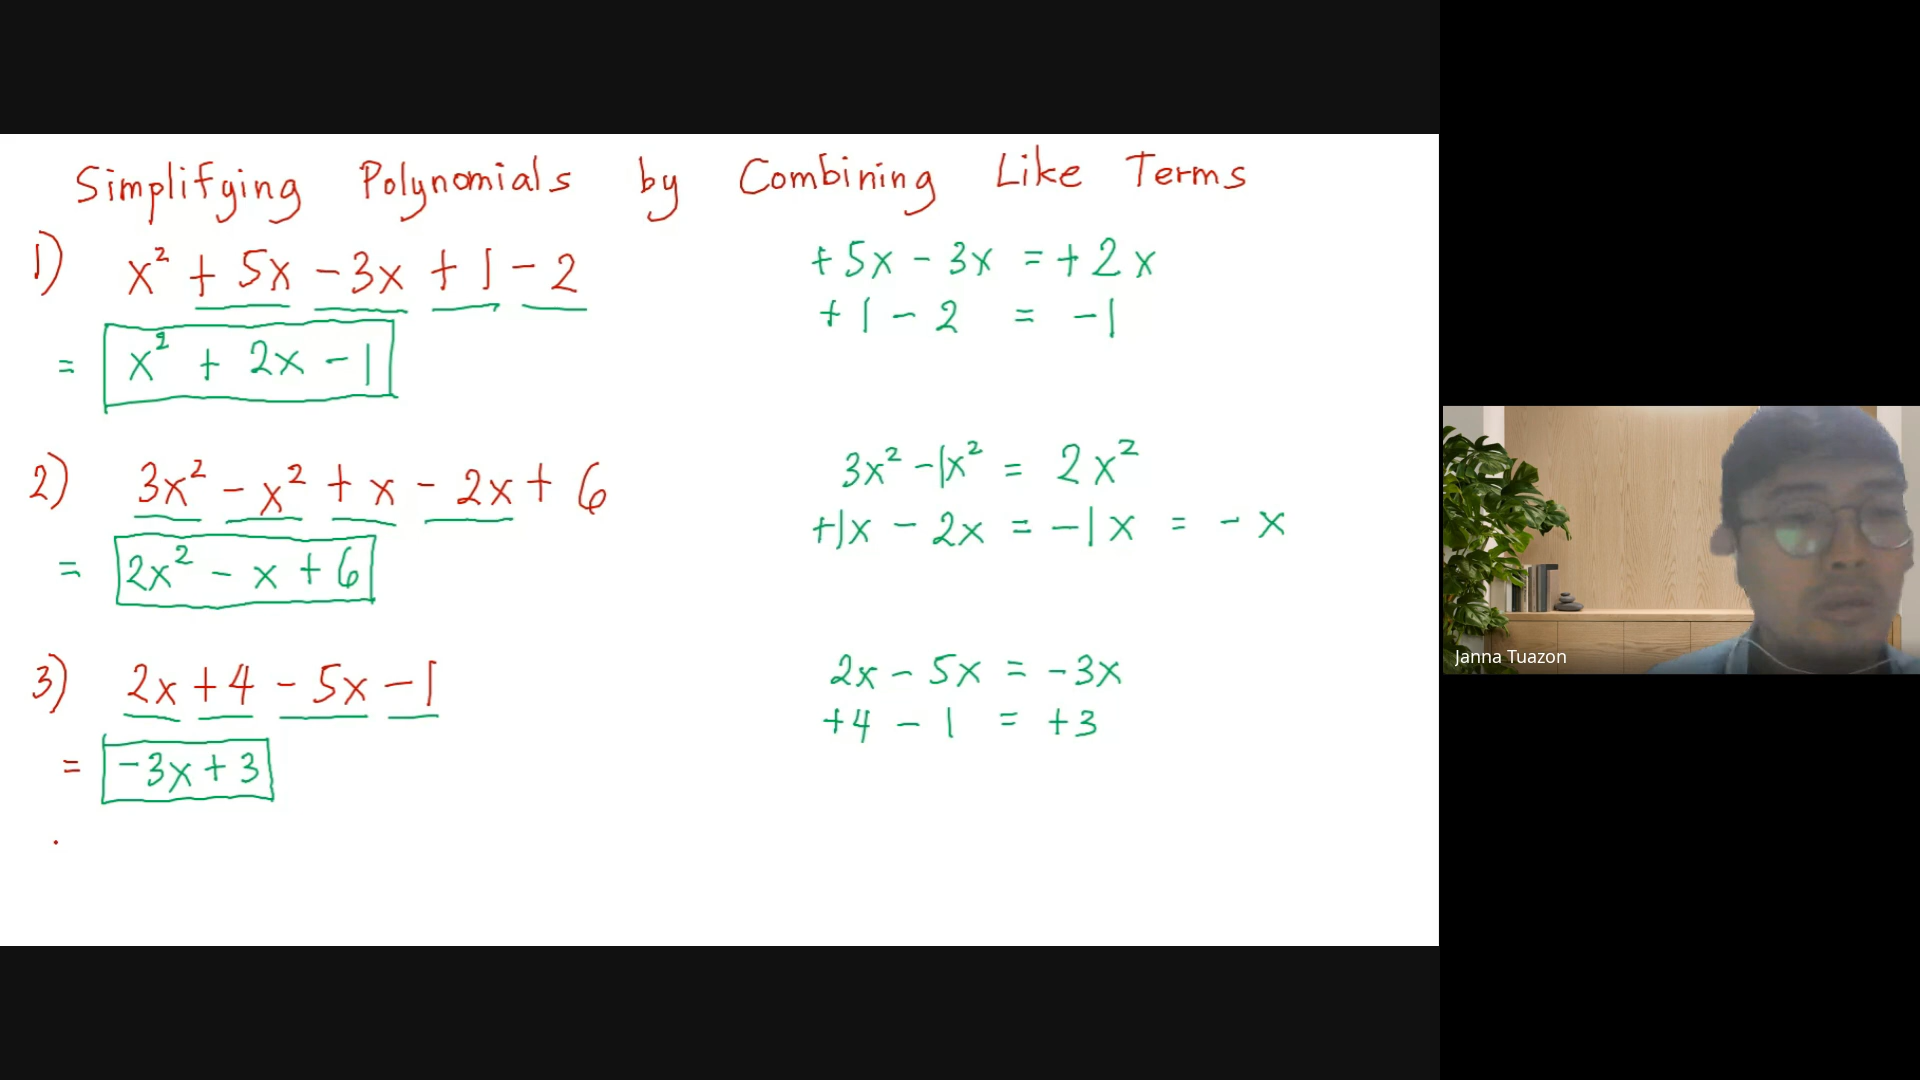 Simplifying Polynomials by Combining Like Terms
1) x² + 5x - 3x + 1 - 2
= x² + 2x - 1
+5x - 3x = +2x
+1 - 2 = -1
2) 3x² - x² + x - 2x + 6
= 2x² - x + 6
3x² - 1x² = 2x²
+1x - 2x = -1x = -x
3) 2x + 4 - 5x - 1
= -3x + 3
2x - 5x = -3x
+4 - 1 = +3
Janna Tuazon